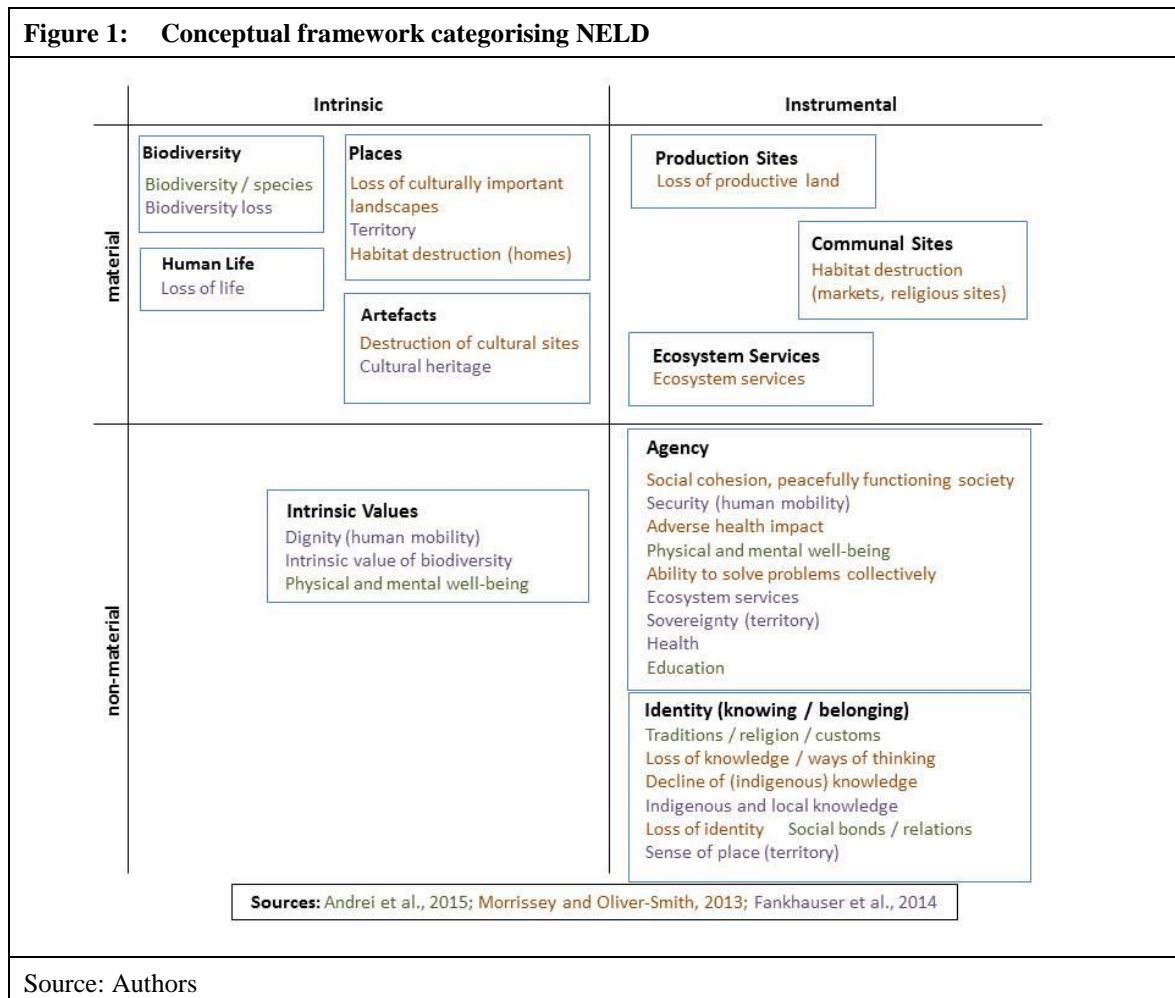 Figure 1: Conceptual framework categorising NELD
Intrinsic
Instrumental
material
Biodiversity
Biodiversity / species
Biodiversity loss
Human Life
Loss of life
Places
Loss of culturally important
landscapes
Territory
Habitat destruction (homes)
Artefacts
Destruction of cultural sites
Cultural heritage
Production Sites
Loss of productive land
Communal Sites
Habitat destruction
(markets, religious sites)
Ecosystem Services
Ecosystem services
non-material
Intrinsic Values
Dignity (human mobility)
Intrinsic value of biodiversity
Physical and mental well-being
Agency
Social cohesion, peacefully functioning society
Security (human mobility)
Adverse health impact
Physical and mental well-being
Ability to solve problems collectively
Ecosystem services
Sovereignty (territory)
Health
Education
Identity (knowing / belonging)
Traditions / religion / customs
Loss of knowledge / ways of thinking
Decline of (indigenous) knowledge
Indigenous and local knowledge
Loss of identity Social bonds / relations
Sense of place (territory)
Sources: Andrei et al., 2015; Morrissey and Oliver-Smith, 2013; Fankhauser et al., 2014
Source: Authors